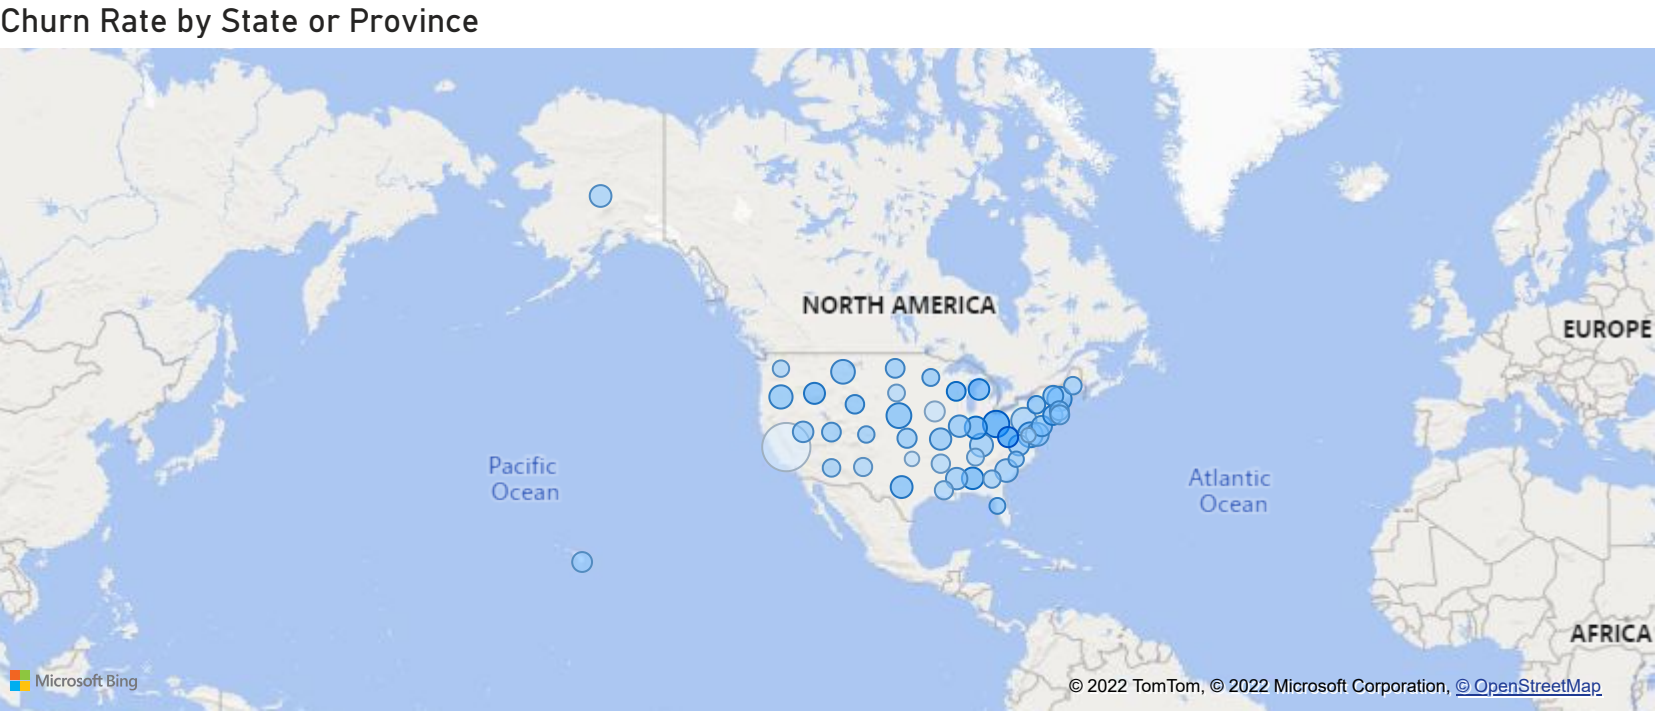 Churn Rate by State or Province
NORTH AMERICA
EUROPE
Pacific
Ocean
Atlantic
Ocean
AFRICA
Microsoft Bing
© 2022 TomTom, © 2022 Microsoft Corporation, © OpenStreetMap